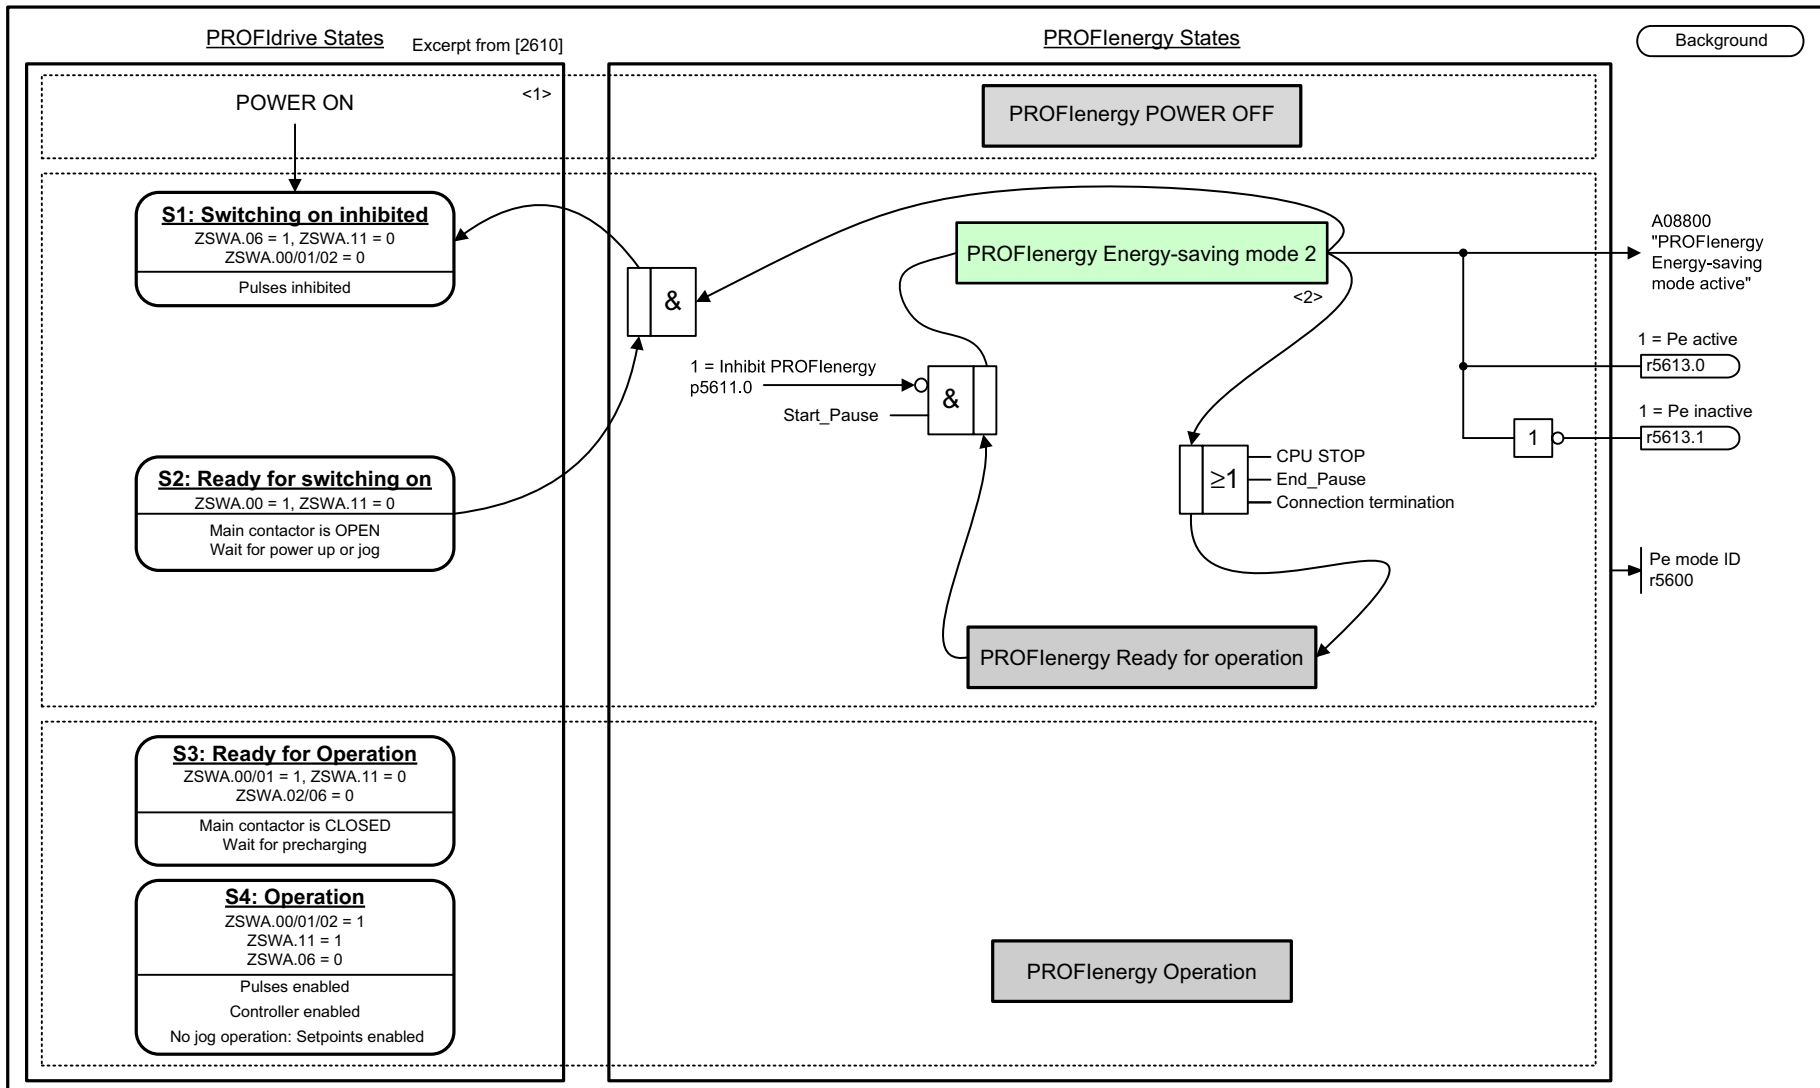 PROFIdrive States
Excerpt from [2610]
PROFIenergy States
Background
POWER ON
<1>
PROFIenergy POWER OFF
S1: Switching on inhibited
ZSWA.06 = 1, ZSWA.11 = 0
ZSWA.00/01/02 = 0
Pulses inhibited
&
PROFIenergy Energy-saving mode 2
<2>
A08800
"PROFIenergy
Energy-saving
mode active"
1 = Inhibit PROFIenergy
p5611.0
Start_Pause
&
1 = Pe active
r5613.0
1 = Pe inactive
r5613.1
1
≥1
CPU STOP
End_Pause
Connection termination
S2: Ready for switching on
ZSWA.00 = 1, ZSWA.11 = 0
Main contactor is OPEN
Wait for power up or jog
Pe mode ID
r5600
PROFIenergy Ready for operation
S3: Ready for Operation
ZSWA.00/01 = 1, ZSWA.11 = 0
ZSWA.02/06 = 0
Main contactor is CLOSED
Wait for precharging
S4: Operation
ZSWA.00/01/02 = 1
ZSWA.11 = 1
ZSWA.06 = 0
Pulses enabled
Controller enabled
No jog operation: Setpoints enabled
PROFIenergy Operation